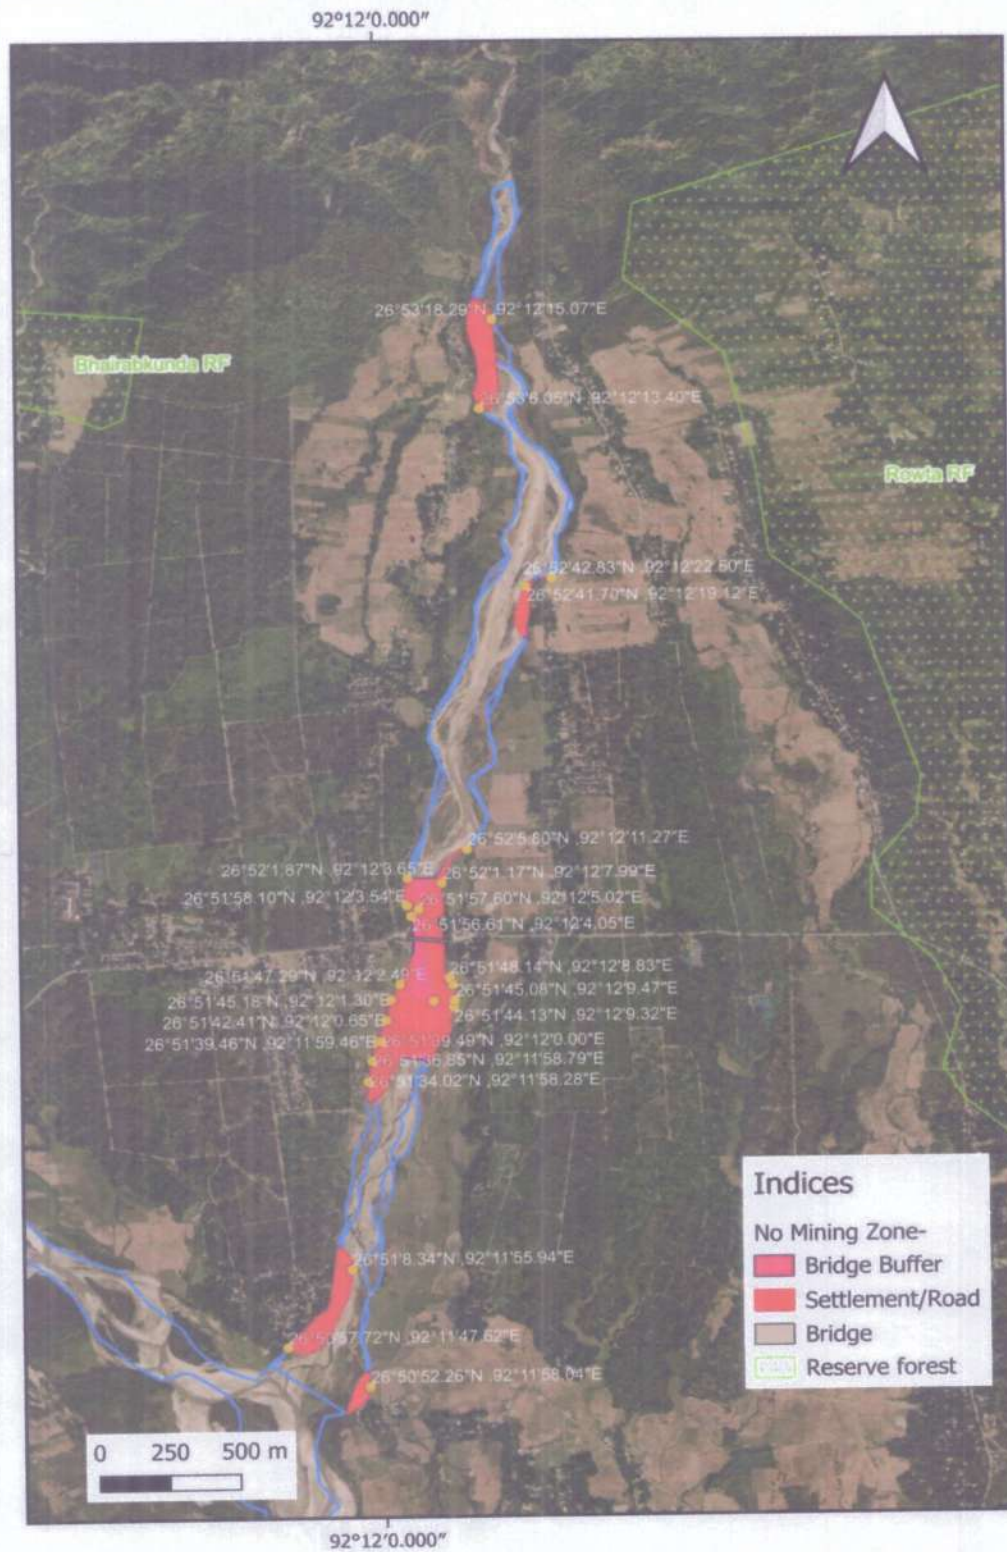 92°12'0.000"
26°53'18.29"N ,92°12'15.07"E
Bhairabkunda RF
26°53'6.05"N ,92°12'13.40"E
Rowta RF
26°52'42.83"N ,92°12'22.60"E
26°52'41.70"N ,92°12'19.12"E
26°52'5.80"N ,92°12'11.27"E
26°52'1.87"N ,92°12'3.65"E
26°52'1.17"N ,92°12'7.99"E
26°51'58.10"N ,92°12'3.54"E
26°51'57.60"N ,92°12'5.02"E
26°51'56.61"N ,92°12'4.05"E
26°51'47.29"N ,92°12'2.49"E
26°51'48.14"N ,92°12'8.83"E
26°51'45.18"N ,92°12'1.30"E
26°51'45.08"N ,92°12'9.47"E
26°51'42.41"N ,92°12'0.65"E
26°51'44.13"N ,92°12'9.32"E
26°51'39.46"N ,92°11'59.46"E
26°51'39.49"N ,92°12'0.00"E
26°51'36.85"N ,92°11'58.79"E
26°51'34.02"N ,92°11'58.28"E
Indices
No Mining Zone-
Bridge Buffer
Settlement/Road
Bridge
Reserve forest
26°51'8.34"N ,92°11'55.94"E
26°50'57.72"N ,92°11'47.62"E
26°50'52.26"N ,92°11'58.04"E
0 250 500 m
92°12'0.000"